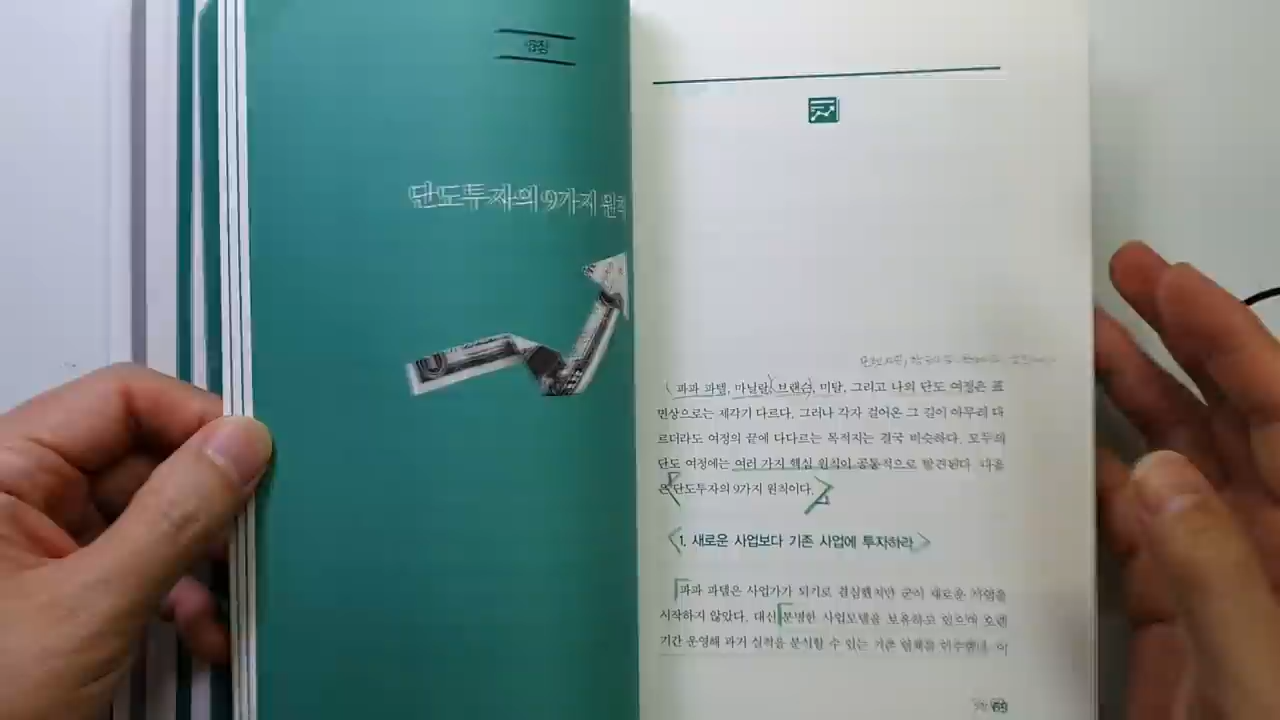 단도투자의 9가지 원칙
파파 파텔, 마닐랄, 브랜슨, 미탈, 그리고 나의 단도 여정은 표
면상으로는 제각기 다르다. 그러나 각자 걸어온 그 길이 아무리 다
르더라도 여정의 끝에 다다르는 목적지는 결국 비슷하다. 모두의
단도 여정에는 여러 가지 핵심 원칙이 공통적으로 발견된다. 다음
은 단도투자의 9가지 원칙이다.
1. 새로운 사업보다 기존 사업에 투자하라
파파 파텔은 사업가가 되기로 결심했지만 굳이 새로운 사업을
시작하지 않았다. 대신 분명한 사업모델을 보유하고 있으며 오랜
기간 운영해 과거 실적을 분석할 수 있는 기존 업체를 인수했다. 이